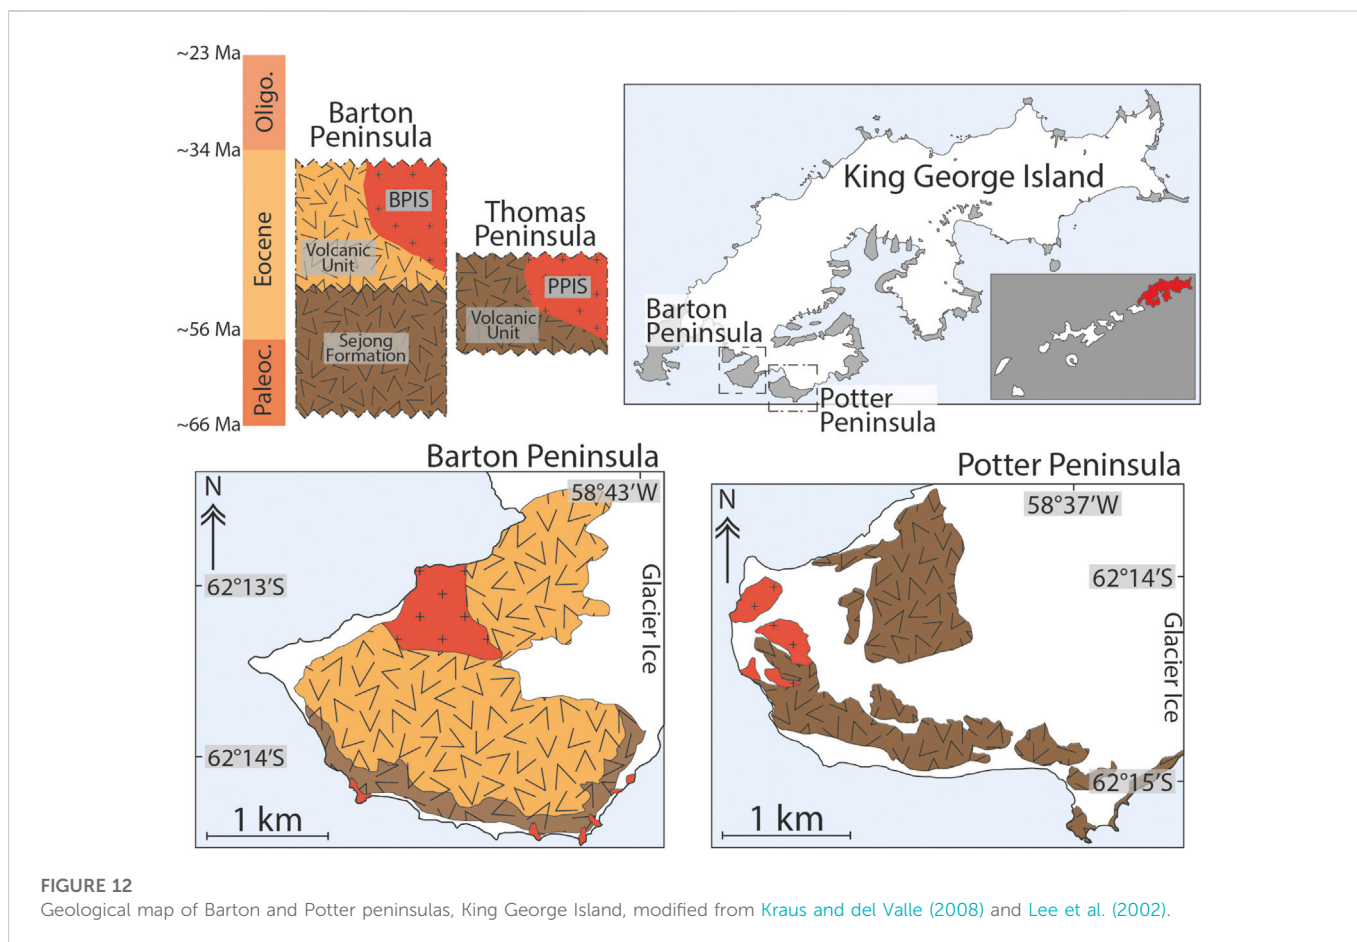 ~23 Ma
Oligo.
~34 Ma
Eocene
~56 Ma
Paleoc.
~66 Ma
Barton
Peninsula
BPIS
Volcanic
Unit
Sejong
Formation
Thomas
Peninsula
PPIS
Volcanic
Unit
King George Island
Barton
Peninsula
Potter
Peninsula
Barton Peninsula
N
58°43'W
62°13'S
Glacier Ice
62°14'S
1 km
Potter Peninsula
N
58°37'W
62°14'S
Glacier Ice
62°15'S
1 km
FIGURE 12
Geological map of Barton and Potter peninsulas, King George Island, modified from Kraus and del Valle (2008) and Lee et al. (2002).